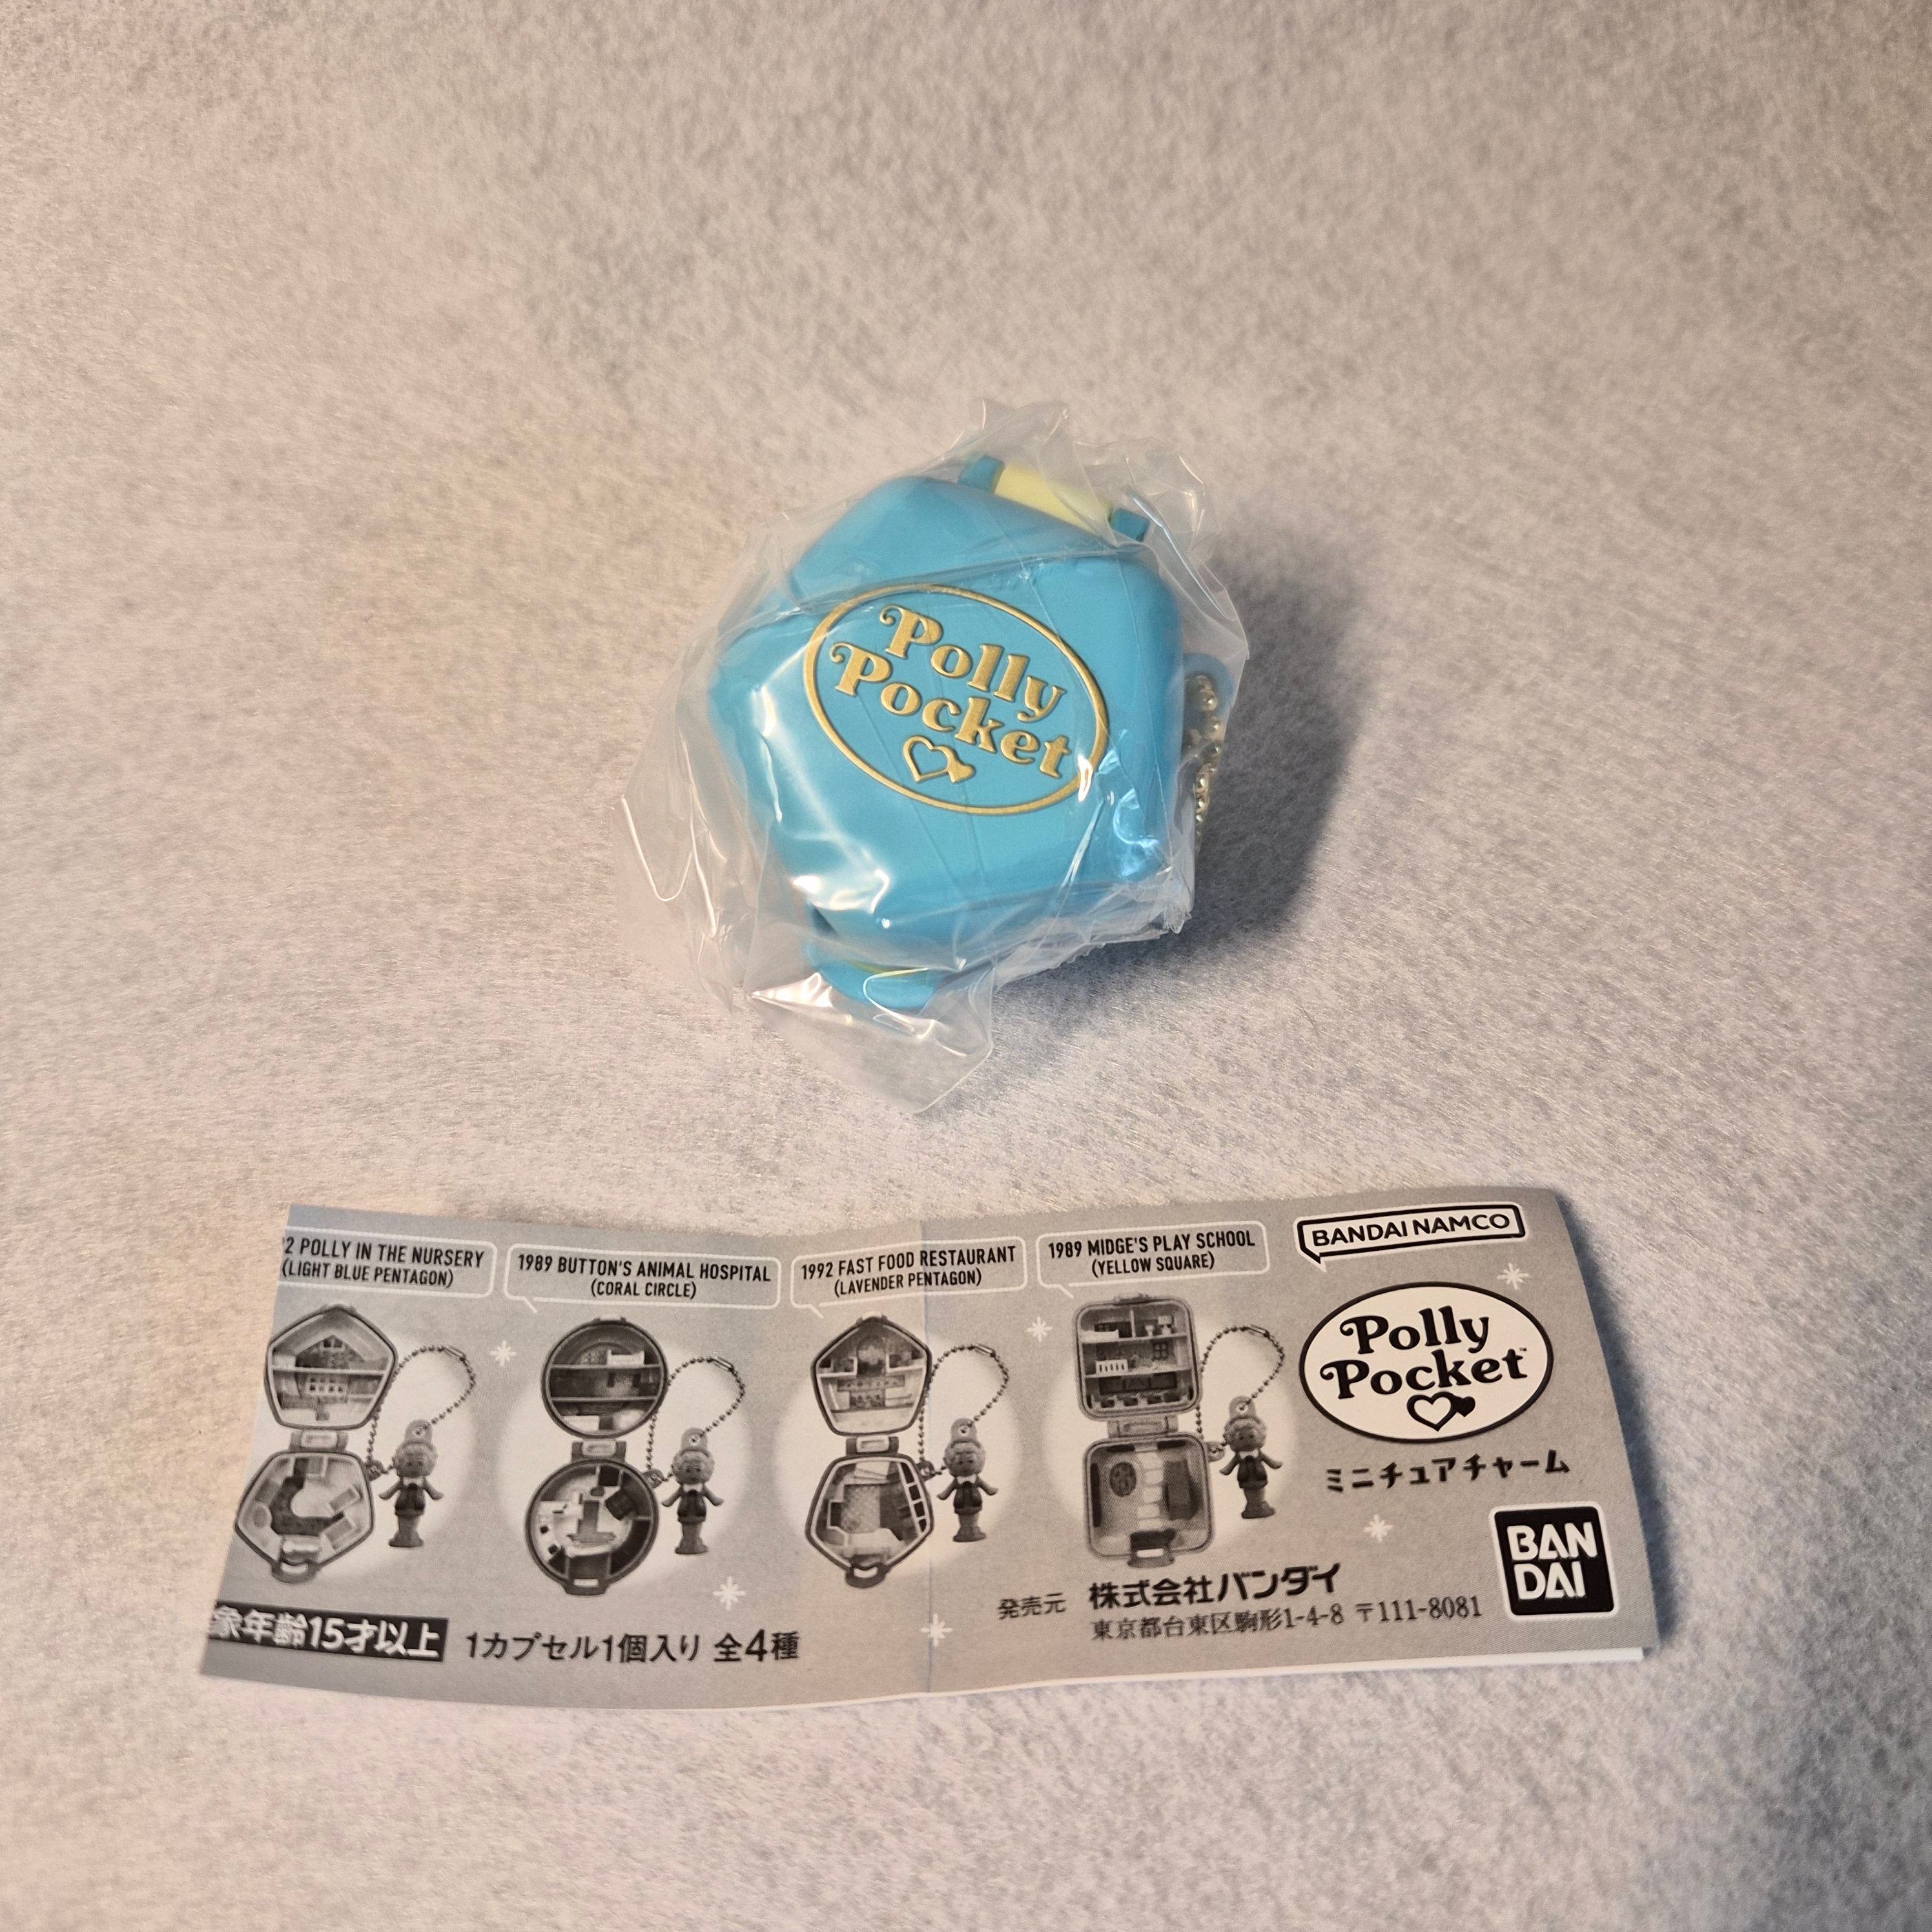 Polly
Pocket
2 POLLY IN THE NURSERY
(LIGHT BLUE PENTAGON)
1989 BUTTON'S ANIMAL HOSPITAL
(CORAL CIRCLE)
1992 FAST FOOD RESTAURANT
(LAVENDER PENTAGON)
1989 MIDGE'S PLAY SCHOOL
(YELLOW SQUARE)
BANDAI NAMCO
Polly
Pocket™
ミニチュアチャーム
BAN
DAI
発売元 株式会社バンダイ
東京都台東区駒形1-4-8 〒111-8081
象年齢15才以上
1カプセル1個入り 全4種